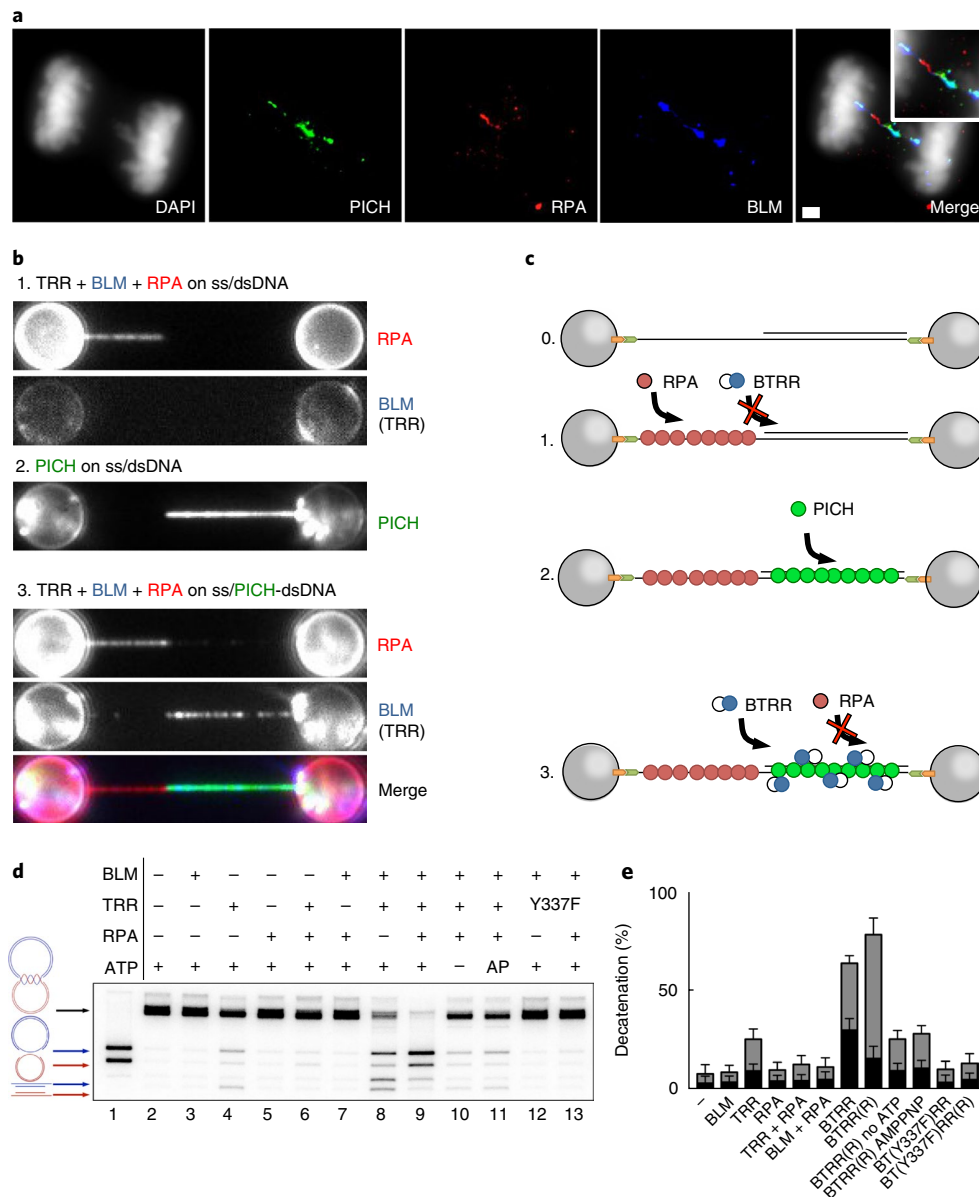 a
DAPI
PICH
RPA
BLM
Merge
b
1. TRR + BLM + RPA on ss/dsDNA
RPA
BLM
(TRR)
2. PICH on ss/dsDNA
PICH
3. TRR + BLM + RPA on ss/PICH-dsDNA
RPA
BLM
(TRR)
Merge
c
0.
RPA
BTRR
1.
PICH
2.
BTRR
RPA
3.
d
BLM – + – – – + + + + + + +
TRR – – + – + – + + + + Y337F
RPA – – – + + + – + + + – +
ATP + + + + + + + + – AP + +
1 2 3 4 5 6 7 8 9 10 11 12 13
e
100
50
0
Decatenation (%)
–
BLM
TRR
RPA
TRR + RPA
BLM + RPA
BTRR
BTRR(R)
BTRR(R) no ATP
BTRR(R) AMPPNP
BT(Y337F)RR
BT(Y337F)RR(R)